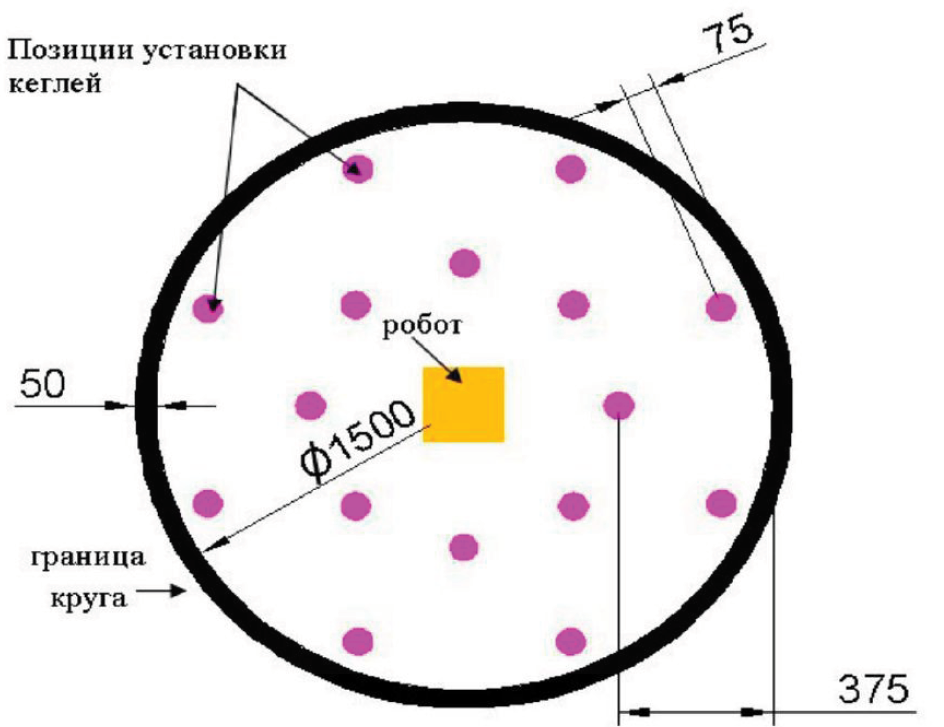 Позиции установки
кеглей
75
робот
50
ф1500
граница
круга
375